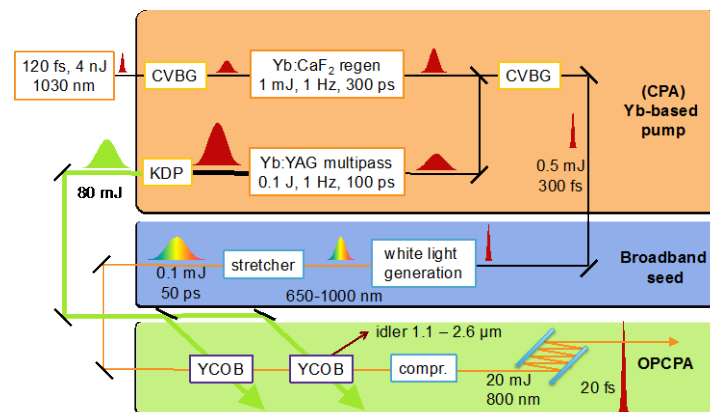 120 fs, 4 nJ
1030 nm
CVBG
Yb:CaF₂ regen
1 mJ, 1 Hz, 300 ps
CVBG
(CPA)
Yb-based
pump
KDP
Yb:YAG multipass
0.1 J, 1 Hz, 100 ps
0.5 mJ
300 fs
80 mJ
0.1 mJ
50 ps
stretcher
650-1000 nm
white light
generation
Broadband
seed
idler 1.1 – 2.6 µm
YCOB
YCOB
compr.
20 mJ
800 nm
20 fs
OPCPA